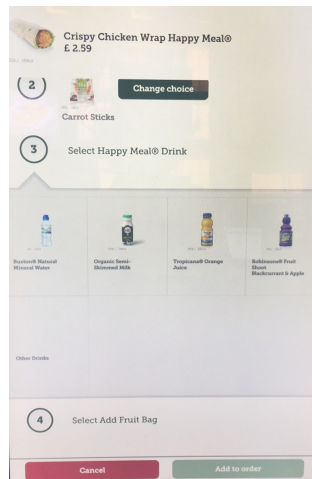 Crispy Chicken Wrap Happy Meal®
£ 2.59
2
Change choice
Carrot Sticks
3
Select Happy Meal® Drink
Buxton® Natural
Mineral Water
Organic Semi-
Skimmed Milk
Tropicana® Orange
Juice
Robinsons® Fruit
Shoot
Blackcurrant & Apple
Other Drinks
4
Select Add Fruit Bag
Cancel
Add to order